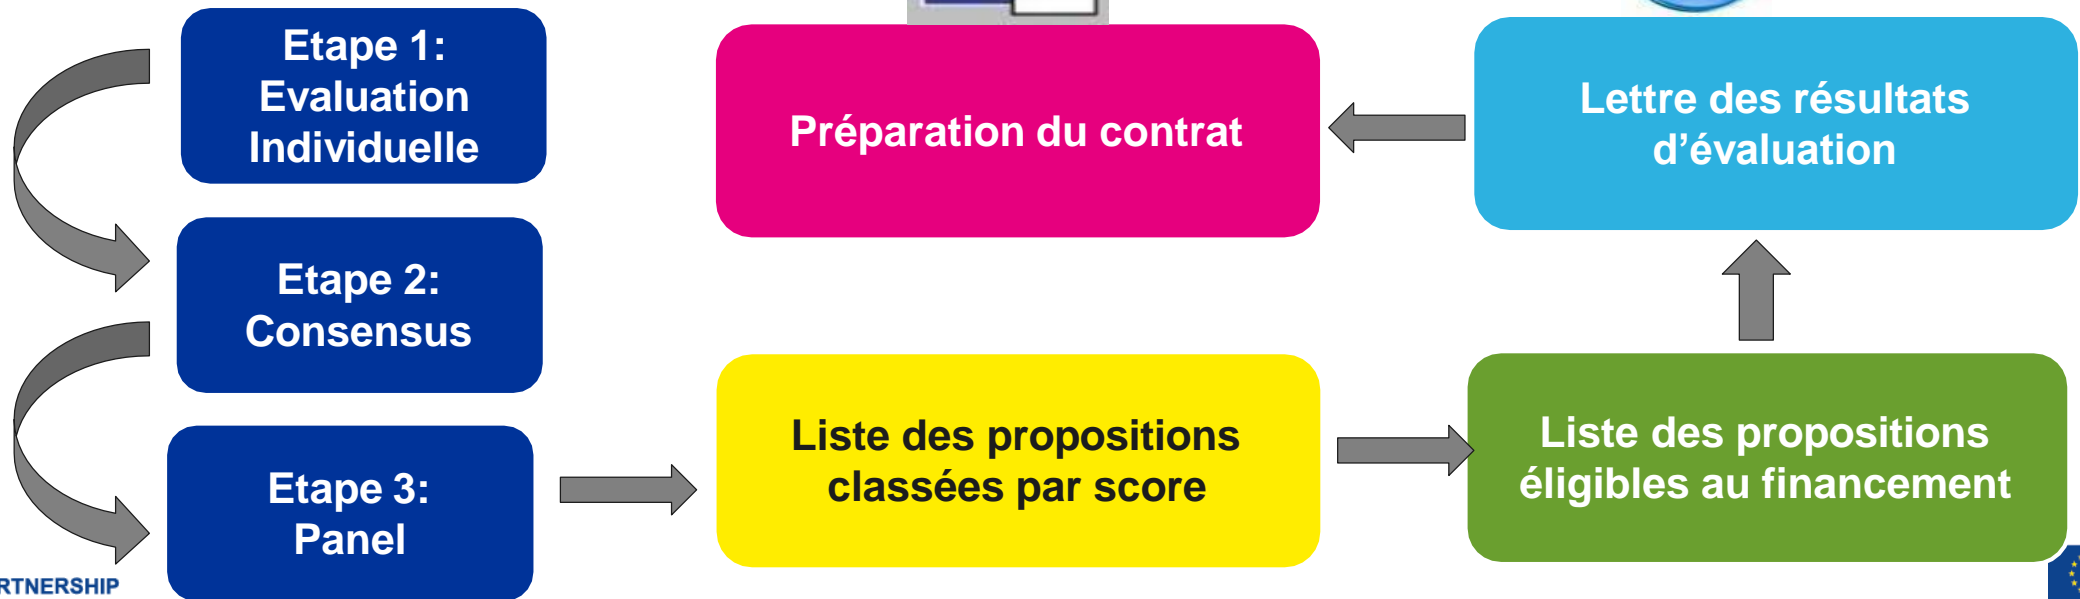 Etape 1:
Evaluation
Individuelle
Etape 2:
Consensus
Etape 3:
Panel
Liste des propositions
classées par score
Liste des propositions
éligibles au financement
Lettre des résultats
d’évaluation
Préparation du contrat
RTNERSHIP